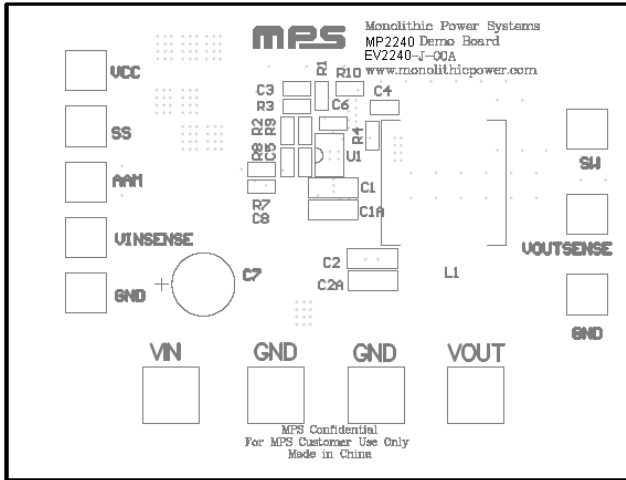 mps
Monolithic Power Systems
MP2240 Demo Board
EV2240-J-00A
www.monolithicpower.com
VCC
SS
AAM
VINSENSE
GND
C3
R3
R1
R10
C6
C4
R2
R9
R4
R8
C5
U1
R7
C8
C1
C1A
C7
C2
C2A
L1
SW
VOUTSENSE
GND
VIN
GND
GND
VOUT
MPS Confidential
For MPS Customer Use Only
Made in China